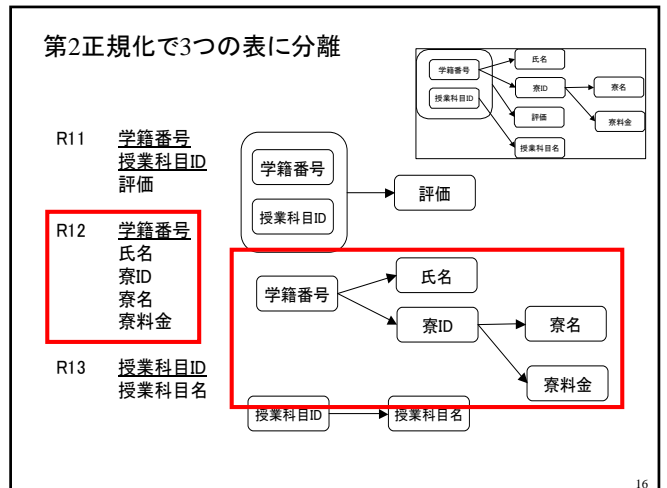 第2正規化で3つの表に分離
学籍番号
授業科目ID
氏名
寮ID
評価
授業科目名
寮名
寮料金
R11 学籍番号
授業科目ID
評価
学籍番号
授業科目ID
評価
R12 学籍番号
氏名
寮ID
寮名
寮料金
学籍番号
氏名
寮ID
寮名
寮料金
R13 授業科目ID
授業科目名
授業科目ID
授業科目名
16